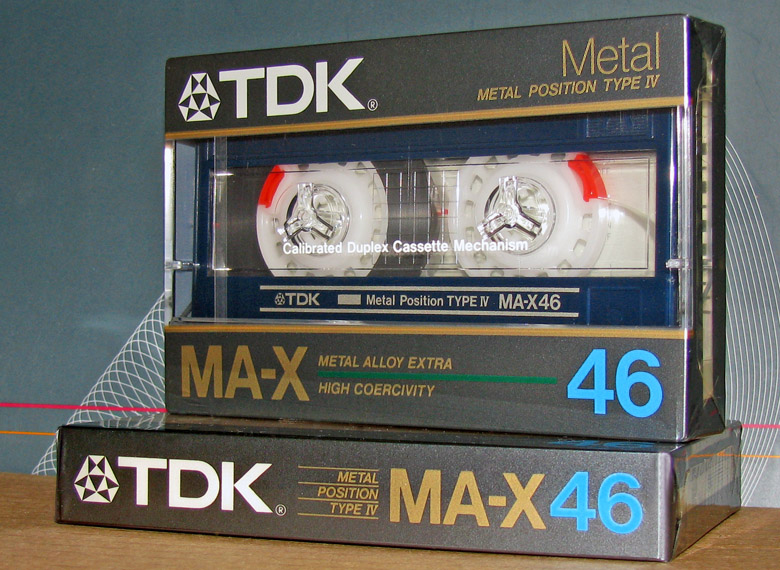 TDK®
Metal
METAL POSITION TYPE IV
Calibrated Duplex Cassette Mechanism
TDK Metal Position TYPE IV MA-X46
MA-X
METAL ALLOY EXTRA
HIGH COERCIVITY
46
TDK®
METAL
POSITION
TYPE IV
MA-X46